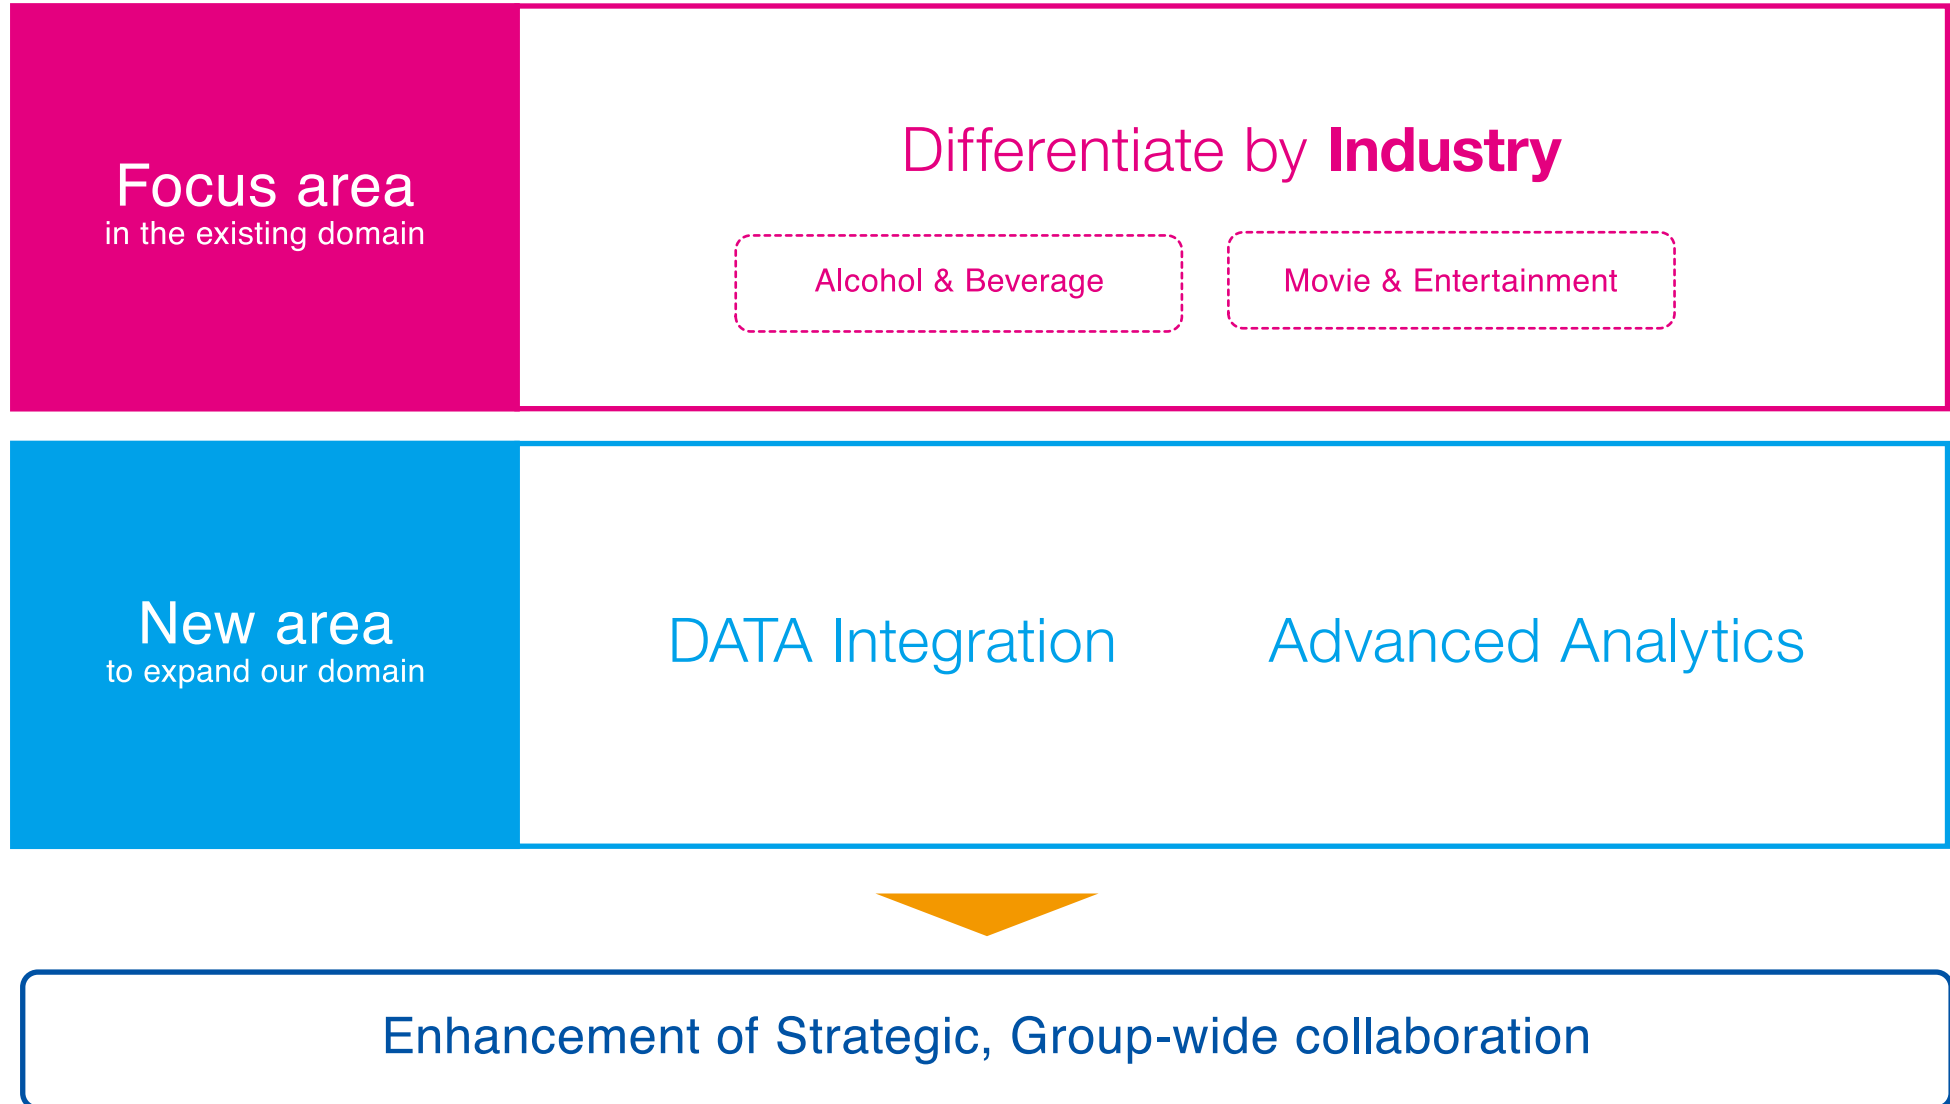 Focus area
in the existing domain
Differentiate by Industry
Alcohol & Beverage
Movie & Entertainment
New area
to expand our domain
DATA Integration
Advanced Analytics
Enhancement of Strategic, Group-wide collaboration